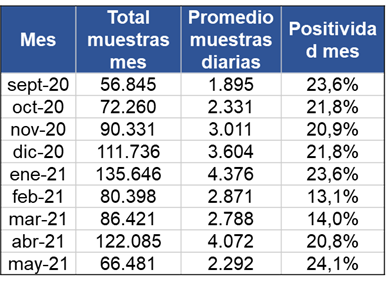 Mes Total muestras mes Promedio muestras diarias Positivida d mes
sept-20 56.845 1.895 23,6%
oct-20 72.260 2.331 21,8%
nov-20 90.331 3.011 20,9%
dic-20 111.736 3.604 21,8%
ene-21 135.646 4.376 23,6%
feb-21 80.398 2.871 13,1%
mar-21 86.421 2.788 14,0%
abr-21 122.085 4.072 20,8%
may-21 66.481 2.292 24,1%